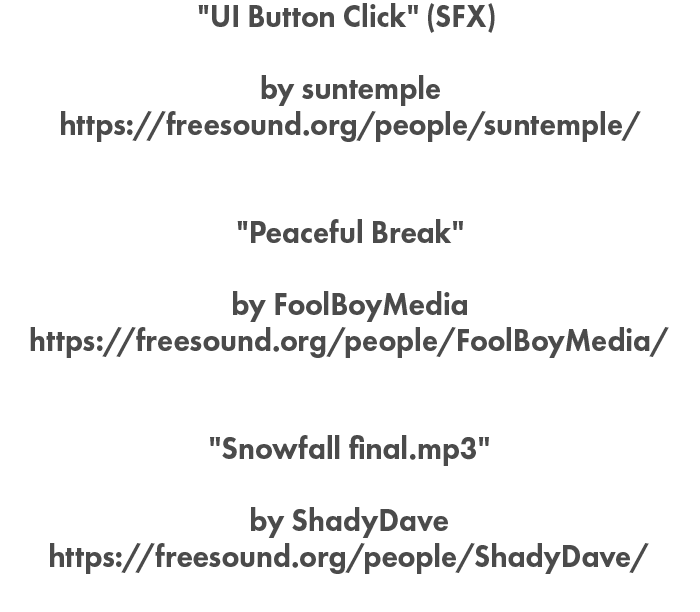 "UI Button Click" (SFX)
by suntemple
https://freesound.org/people/suntemple/
"Peaceful Break"
by FoolBoyMedia
https://freesound.org/people/FoolBoyMedia/
"Snowfall final.mp3"
by ShadyDave
https://freesound.org/people/ShadyDave/